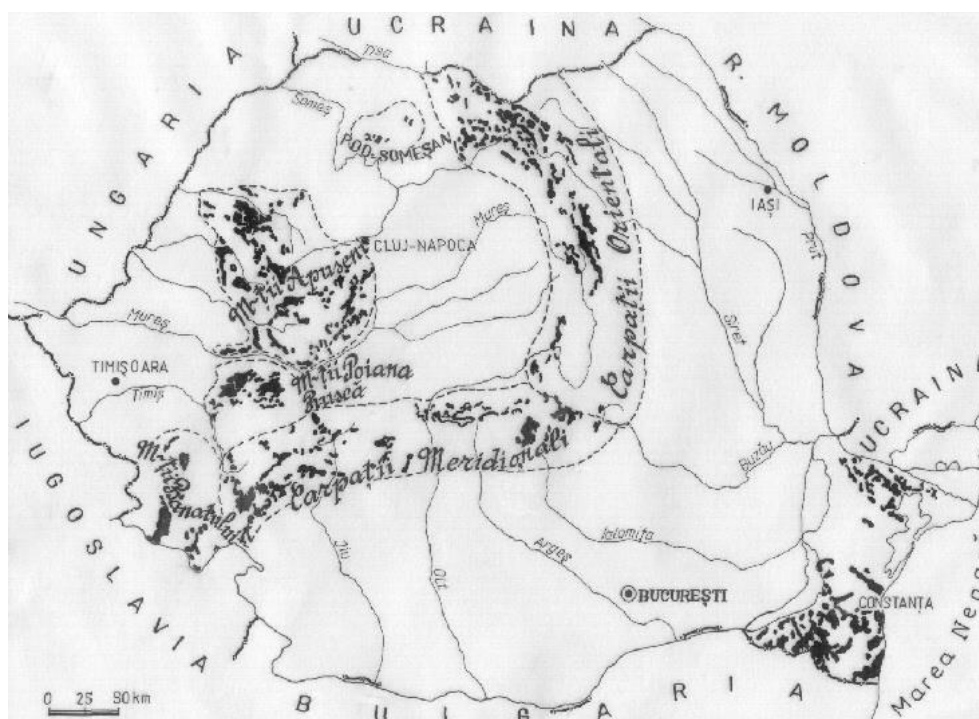 UCRAINA
UNGARIA
R. MOLDOVA
Tisa
Someș
POD. SOMEȘAN
IAȘI
Mureș
CLUJ-NAPOCA
Prut
Carpații Orientali
M-ții Apuseni
Mureș
Siret
TIMIȘOARA
M-ții Poiana
Ruscă
Timiș
UCRAINA
IUGOSLAVIA
M-ții Banatului
Carpații Meridionali
Buzău
Ialomița
Jiu
Olt
Argeș
BUCUREȘTI
CONSTANȚA
Marea Neagră
0 25 50 km
BULGARIA